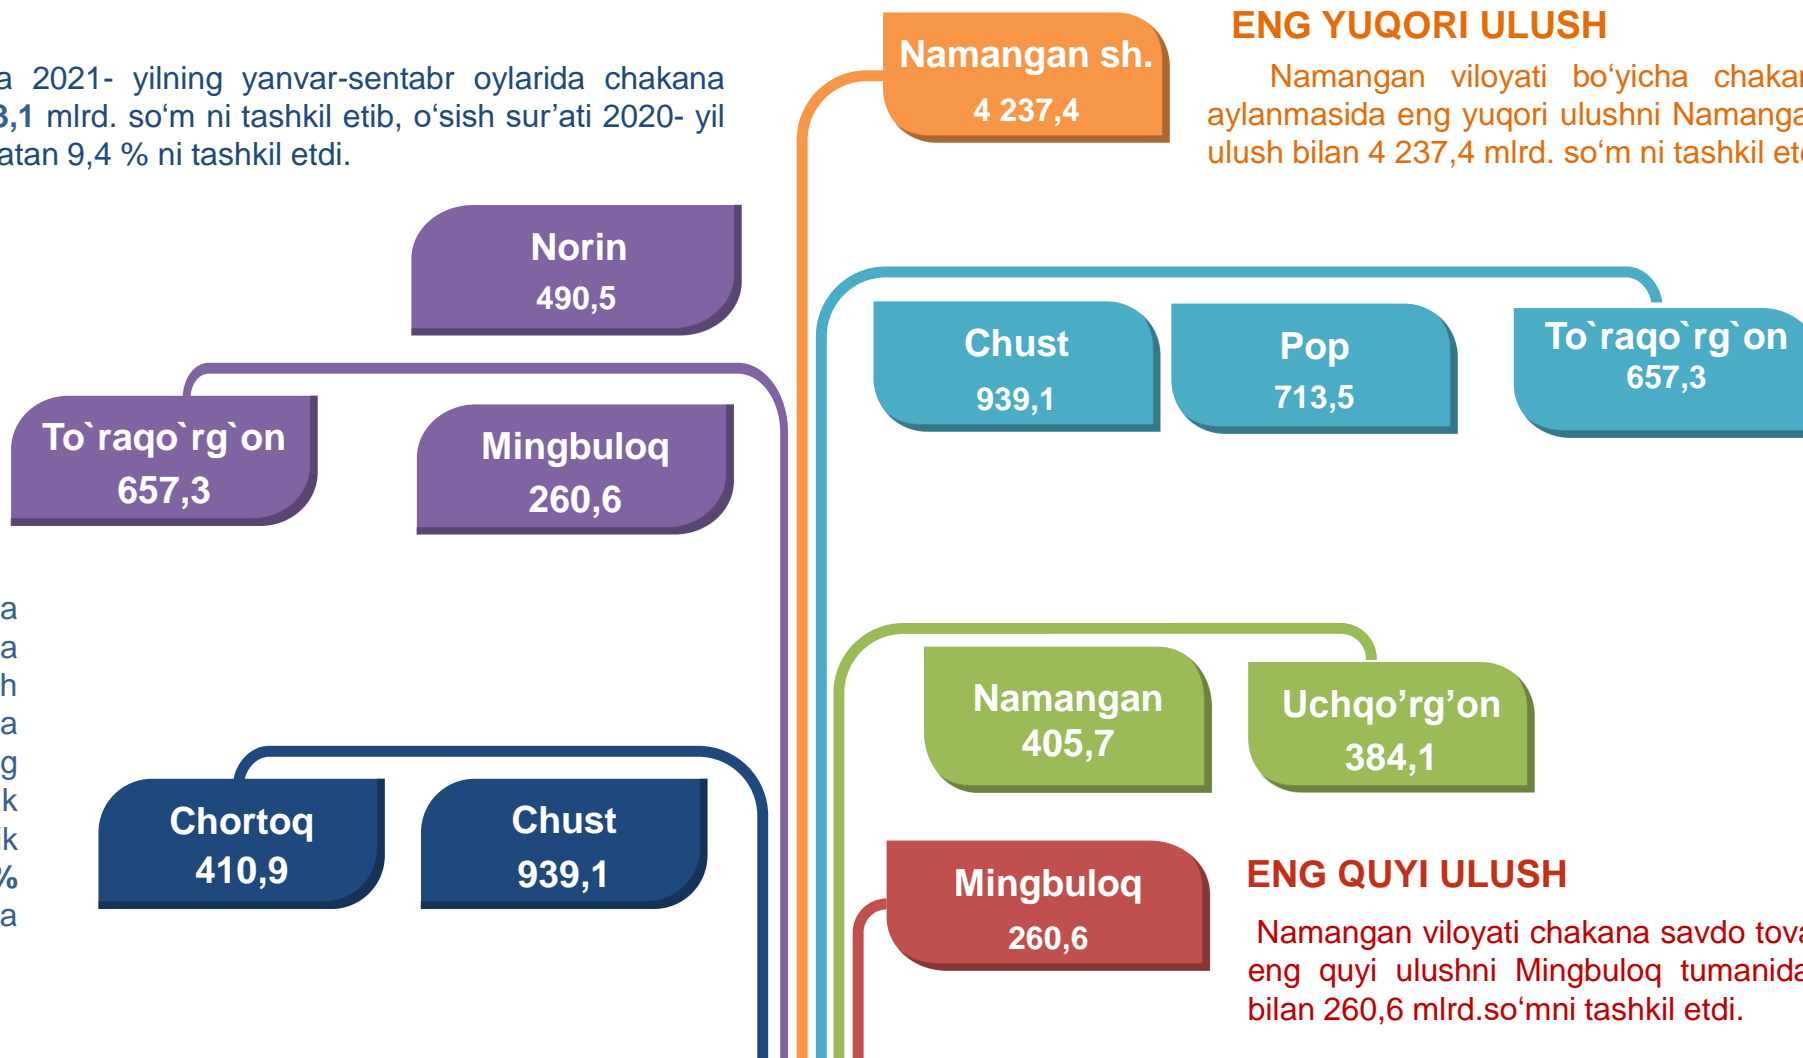 a 2021- yilning yanvar-sentabr oylarida chakana
3,1 mlrd. so‘m ni tashkil etib, o‘sish sur’ati 2020- yil
atan 9,4 % ni tashkil etdi.
Namangan sh.
4 237,4
ENG YUQORI ULUSH
Namangan viloyati bo‘yicha chakan
aylanmasida eng yuqori ulushni Namanga
ulush bilan 4 237,4 mlrd. so‘m ni tashkil etd
Norin
490,5
To`raqo`rg`on
657,3
Mingbuloq
260,6
Chust
939,1
Pop
713,5
To`raqo`rg`on
657,3
a
a
h
a
g
k
ik
%
a
Namangan
405,7
Uchqo’rg’on
384,1
Chortoq
410,9
Chust
939,1
Mingbuloq
260,6
ENG QUYI ULUSH
Namangan viloyati chakana savdo tova
eng quyi ulushni Mingbuloq tumanida
bilan 260,6 mlrd.so‘mni tashkil etdi.